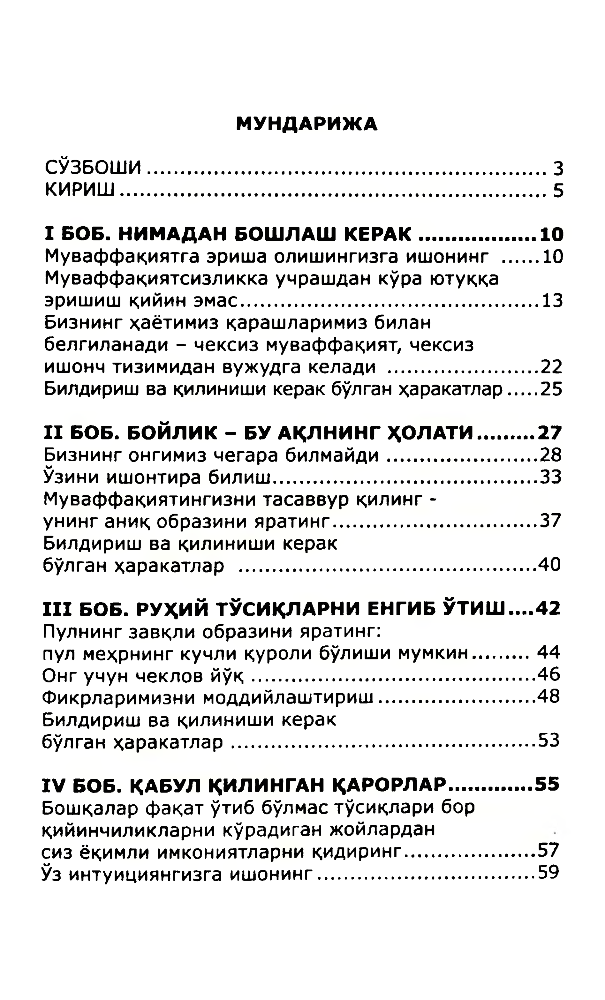 МУНДАРИЖА
СЎЗБОШИ ........................................................... 3
КИРИШ ............................................................... 5
I БОБ. НИМАДАН БОШЛАШ КЕРАК .................. 10
Муваффақиятга эриша олишингизга ишонинг ...... 10
Муваффақиятсизликка учрашдан кўра ютуққа
эришиш қийин эмас............................................. 13
Бизнинг ҳаётимиз қарашларимиз билан
белгиланади – чексиз муваффақият, чексиз
ишонч тизимидан вужудга келади ....................... 22
Билдириш ва қилиниши керак бўлган ҳаракатлар ..... 25
II БОБ. БОЙЛИК – БУ АҚЛНИНГ ҲОЛАТИ......... 27
Бизнинг онгимиз чегара билмайди ....................... 28
Ўзини ишонтира билиш........................................ 33
Муваффақиятингизни тасаввур қилинг -
унинг аниқ образини яратинг............................... 37
Билдириш ва қилиниши керак
бўлган ҳаракатлар ............................................. 40
III БОБ. РУҲИЙ ТЎСИҚЛАРНИ ЕНГИБ ЎТИШ.... 42
Пулнинг завқли образини яратинг:
пул меҳрнинг кучли қуроли бўлиши мумкин......... 44
Онг учун чеклов йўқ ........................................... 46
Фикрларимизни моддийлаштириш ........................ 48
Билдириш ва қилиниши керак
бўлган ҳаракатлар .............................................. 53
IV БОБ. ҚАБУЛ ҚИЛИНГАН ҚАРОРЛАР............. 55
Бошқалар фақат ўтиб бўлмас тўсиқлари бор
қийинчиликларни кўрадиган жойлардан
сиз ёқимли имкониятларни қидиринг.................... 57
Ўз интуициянгизга ишонинг ................................. 59